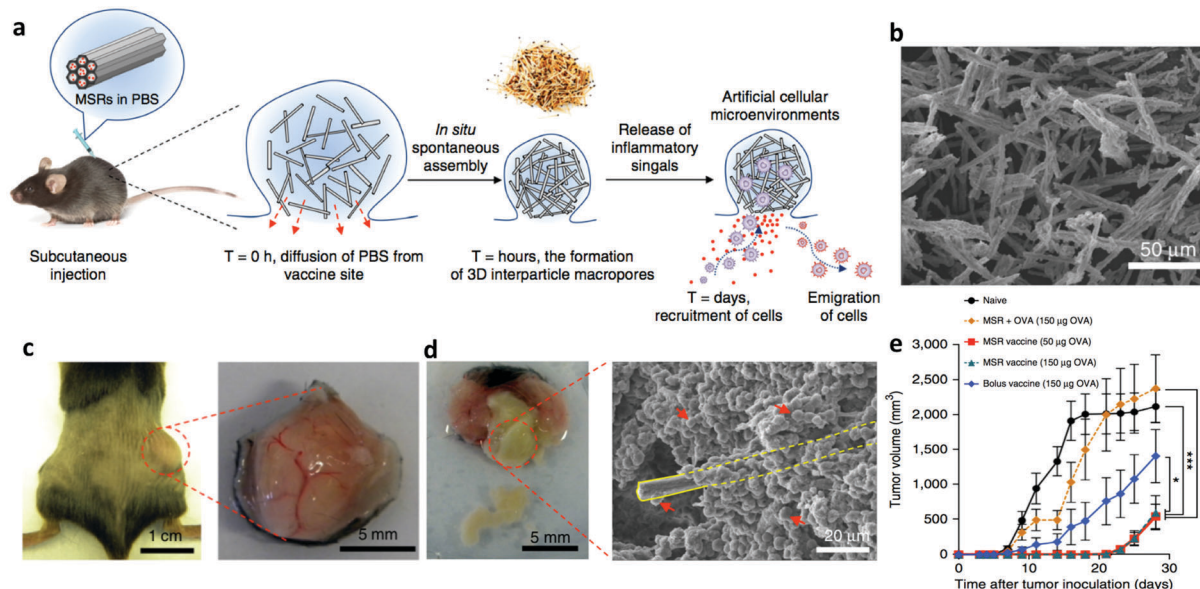 a
MSRs in PBS
Subcutaneous
injection
T = 0 h, diffusion of PBS from
vaccine site
In situ
spontaneous
assembly
T = hours, the formation
of 3D interparticle macropores
Release of
inflammatory
singals
Artificial cellular
microenvironments
T = days,
recruitment of cells
Emigration
of cells
b
50 µm
c
1 cm
5 mm
d
5 mm
20 µm
e
Naive
MSR + OVA (150 µg OVA)
MSR vaccine (50 µg OVA)
MSR vaccine (150 µg OVA)
Bolus vaccine (150 µg OVA)
Tumor volume (mm³)
3,000
2,500
2,000
1,500
1,000
500
0
0 10 20 30
Time after tumor inoculation (days)
*
***